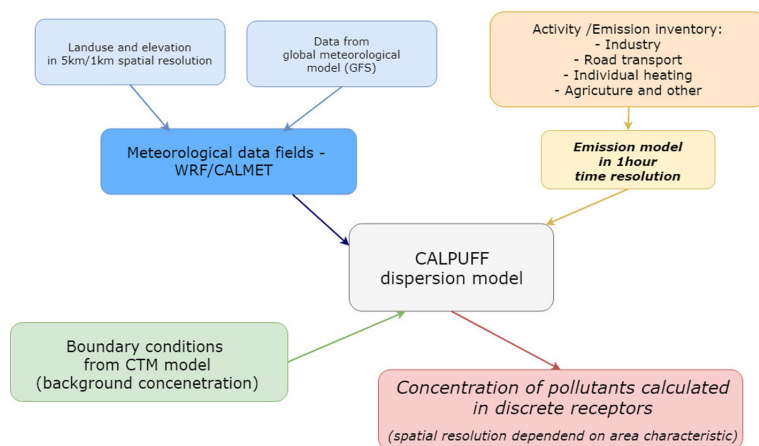 Landuse and elevation
in 5km/1km spatial resolution
Data from
global meteorological
model (GFS)
Activity /Emission inventory:
- Industry
- Road transport
- Individual heating
- Agricuture and other
Meteorological data fields -
WRF/CALMET
Emission model
in 1hour
time resolution
CALPUFF
dispersion model
Boundary conditions
from CTM model
(background concenetration)
Concentration of pollutants calculated
in discrete receptors
(spatial resolution dependend on area characteristic)